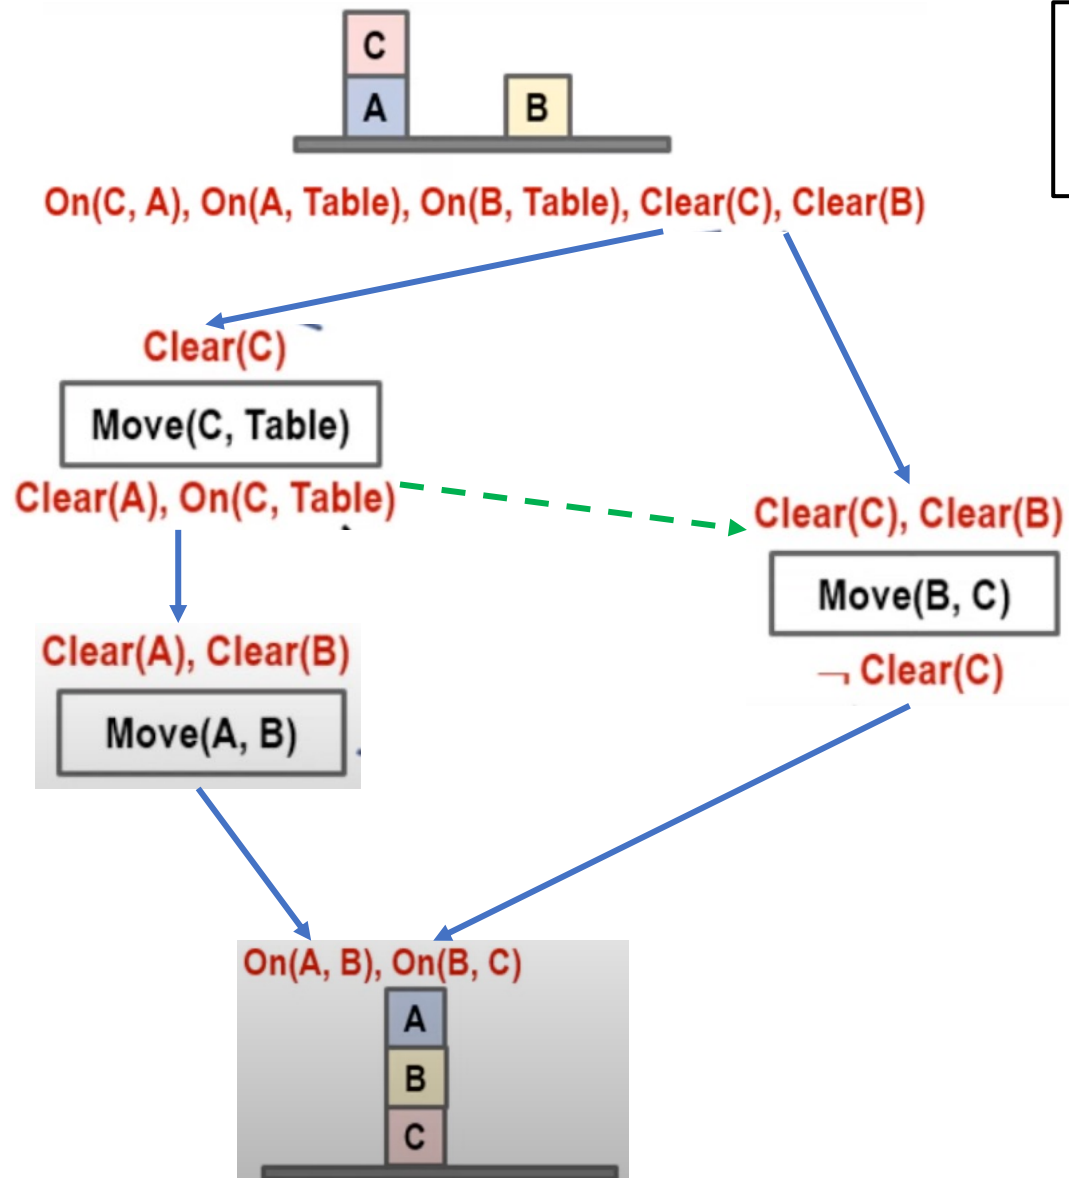 C
A
B
On(C, A), On(A, Table), On(B, Table), Clear(C), Clear(B)
Clear(C)
Move(C, Table)
Clear(A), On(C, Table)
Clear(C), Clear(B)
Move(B, C)
¬ Clear(C)
Clear(A), Clear(B)
Move(A, B)
On(A, B), On(B, C)
A
B
C